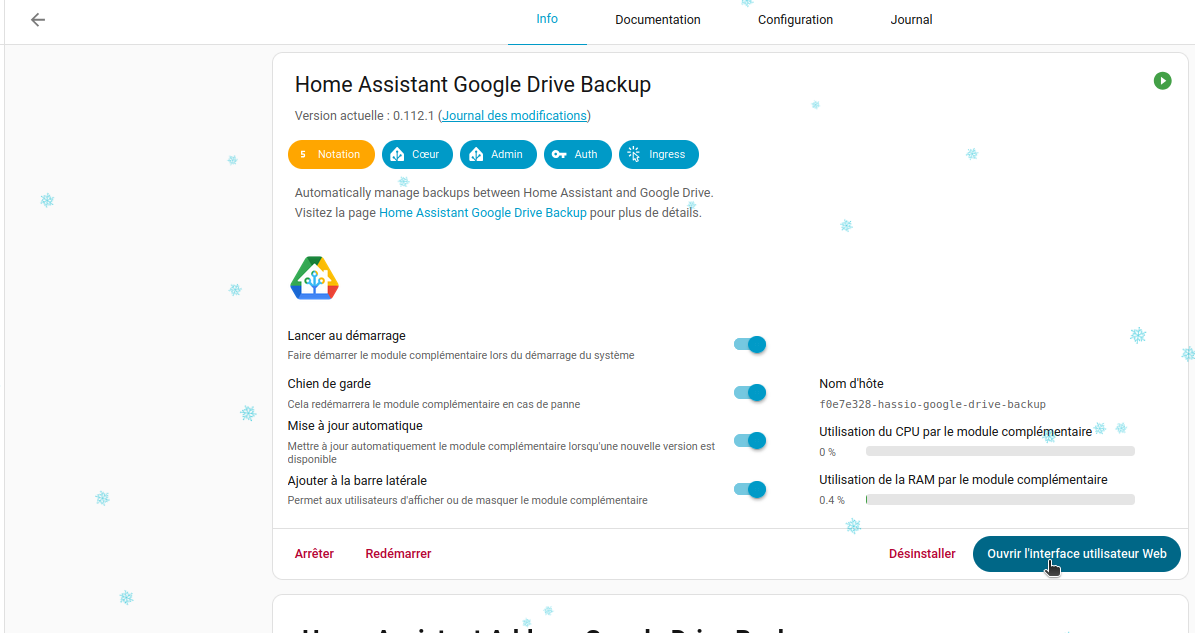 Info Documentation Configuration Journal
Home Assistant Google Drive Backup
Version actuelle : 0.112.1 (Journal des modifications)
5 Notation Cœur Admin Auth Ingress
Automatically manage backups between Home Assistant and Google Drive.
Visitez la page Home Assistant Google Drive Backup pour plus de détails.
Lancer au démarrage
Faire démarrer le module complémentaire lors du démarrage du système
Chien de garde
Cela redémarrera le module complémentaire en cas de panne
Mise à jour automatique
Mettre à jour automatiquement le module complémentaire lorsqu'une nouvelle version est
disponible
Ajouter à la barre latérale
Permet aux utilisateurs d'afficher ou de masquer le module complémentaire
Nom d'hôte
f0e7e328-hassio-google-drive-backup
Utilisation du CPU par le module complémentaire
0 %
Utilisation de la RAM par le module complémentaire
0.4 %
Arrêter Redémarrer Désinstaller Ouvrir l'interface utilisateur Web